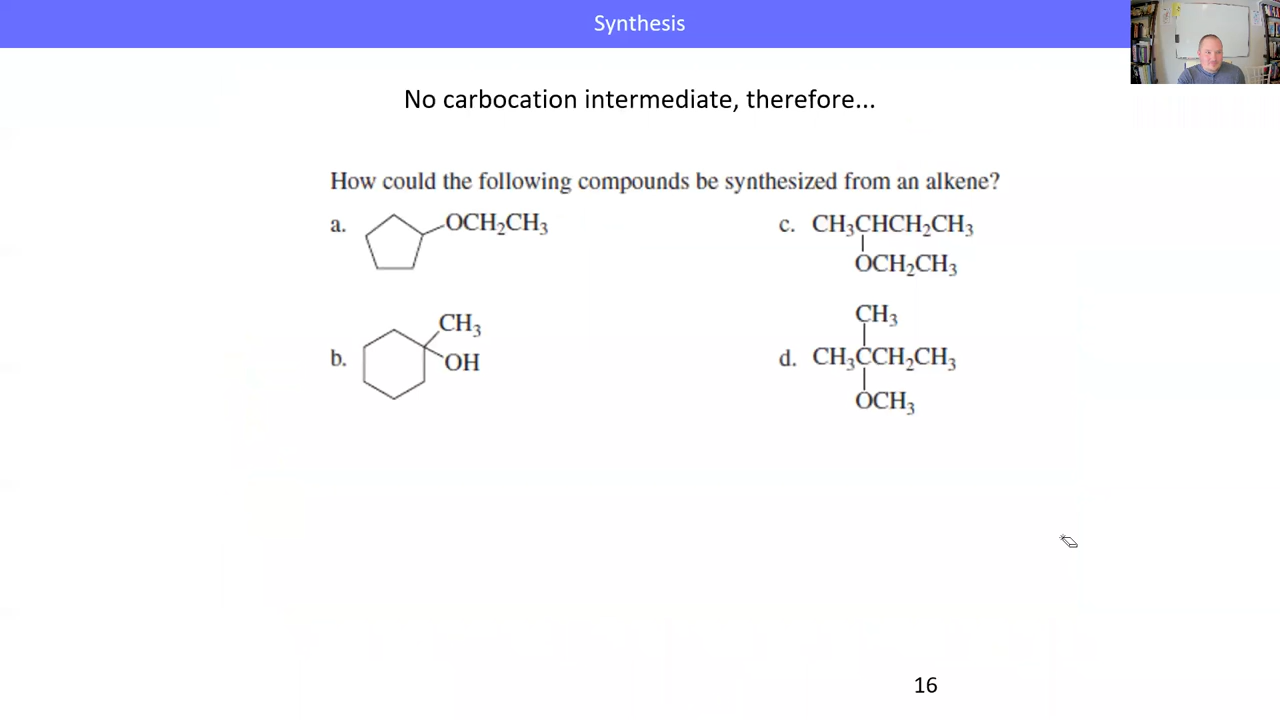 Synthesis
No carbocation intermediate, therefore...
How could the following compounds be synthesized from an alkene?
a. OCH₂CH₃
c. CH₃CHCH₂CH₃
OCH₂CH₃
b. CH₃
OH
d. CH₃
CH₃CCH₂CH₃
OCH₃
16